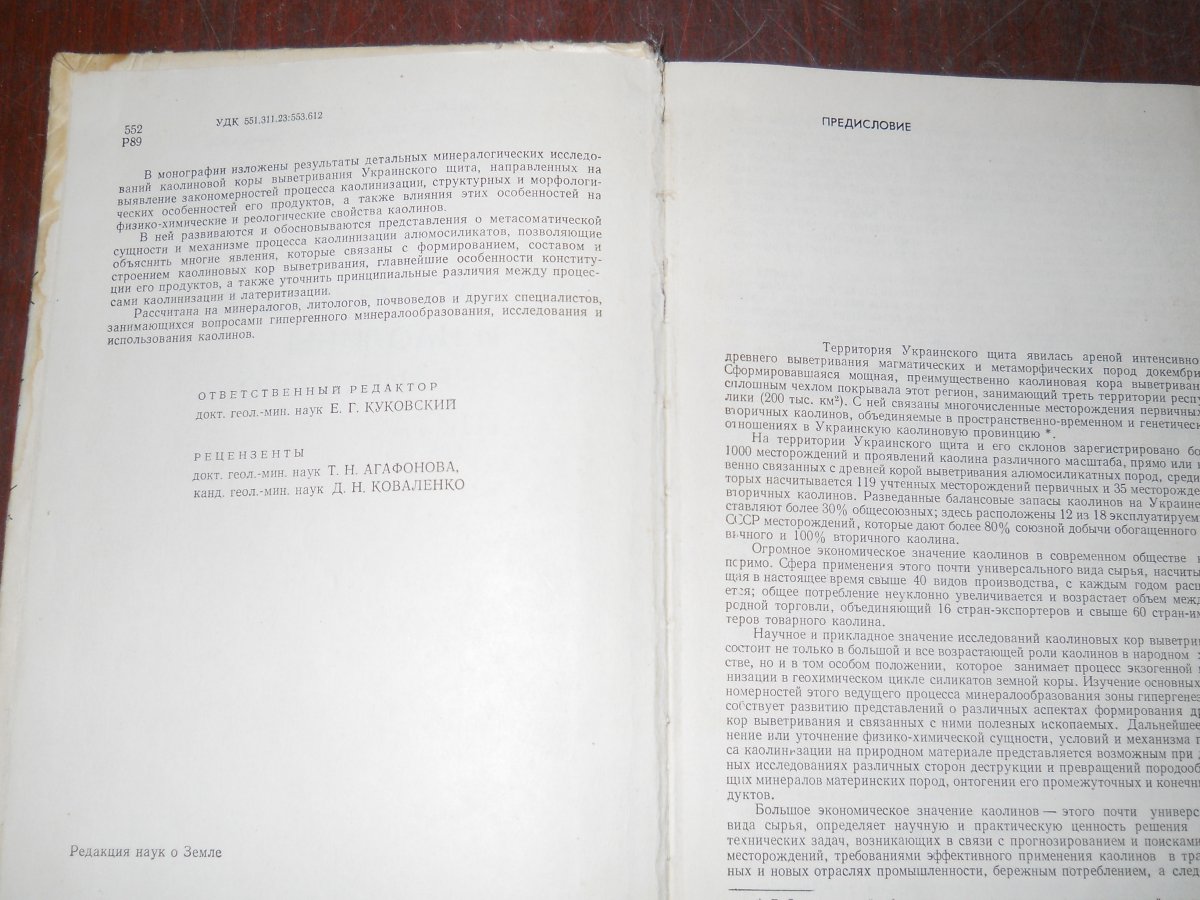 552
Р89
УДК 551.311.23:553.612
В монографии изложены результаты детальных минералогических исследо-
ваний каолиновой коры выветривания Украинского щита, направленных на
выявление закономерностей процесса каолинизации, структурных и морфологи-
ческих особенностей его продуктов, а также влияния этих особенностей на
физико-химические и реологические свойства каолинов.
В ней развиваются и обосновываются представления о метасоматической
сущности и механизме процесса каолинизации алюмосиликатов, позволяющие
объяснить многие явления, которые связаны с формированием, составом и
строением каолиновых кор выветривания, главнейшие особенности конститу-
ции его продуктов, а также уточнить принципиальные различия между процес-
сами каолинизации и латеритизации.
Рассчитана на минералогов, литологов, почвоведов и других специалистов,
занимающихся вопросами гипергенного минералообразования, исследования и
использования каолинов.
ОТВЕТСТВЕННЫЙ РЕДАКТОР
докт. геол.-мин. наук Е. Г. КУКОВСКИЙ
РЕЦЕНЗЕНТЫ
докт. геол.-мин. наук Т. Н. АГАФОНОВА,
канд. геол.-мин. наук Д. Н. КОВАЛЕНКО
Редакция наук о Земле
ПРЕДИСЛОВИЕ
Территория Украинского щита явилась ареной интенсивно
древнего выветривания магматических и метаморфических пород докембри
Сформировавшаяся мощная, преимущественно каолиновая кора выветриван
сплошным чехлом покрывала этот регион, занимающий треть территории респу
лики (200 тыс. км²). С ней связаны многочисленные месторождения первичных
вторичных каолинов, объединяемые в пространственно-временном и генетическ
отношениях в Украинскую каолиновую провинцию *.
На территории Украинского щита и его склонов зарегистрировано бо
1000 месторождений и проявлений каолина различного масштаба, прямо или
венно связанных с древней корой выветривания алюмосиликатных пород, среди
торых насчитывается 119 учтенных месторождений первичных и 35 месторожде
вторичных каолинов. Разведанные балансовые запасы каолинов на Украине
ставляют более 30% общесоюзных; здесь расположены 12 из 18 эксплуатируем
СССР месторождений, которые дают более 80% союзной добычи обогащенного
вичного и 100% вторичного каолина.
Огромное экономическое значение каолинов в современном обществе
поримо. Сфера применения этого почти универсального вида сырья, насчиты
щая в настоящее время свыше 40 видов производства, с каждым годом расш
ется; общее потребление неуклонно увеличивается и возрастает объем межд
родной торговли, объединяющий 16 стран-экспортеров и свыше 60 стран-им
теров товарного каолина.
Научное и прикладное значение исследований каолиновых кор выветри
состоит не только в большой и все возрастающей роли каолинов в народном
стве, но и в том особом положении, которое занимает процесс экзогенной
низации в геохимическом цикле силикатов земной коры. Изучение основных
номерностей этого ведущего процесса минералообразования зоны гипергенез
собствует развитию представлений о различных аспектах формирования др
кор выветривания и связанных с ними полезных ископаемых. Дальнейшее
нение или уточнение физико-химической сущности, условий и механизма п
са каолинизации на природном материале представляется возможным при
ных исследованиях различных сторон деструкции и превращений породооб
щих минералов материнских пород, онтогении его промежуточных и конечн
дуктов.
Большое экономическое значение каолинов — этого почти универс
вида сырья, определяет научную и практическую ценность решения
технических задач, возникающих в связи с прогнозированием и поисками
месторождений, требованиями эффективного применения каолинов в тра
ных и новых отраслях промышленности, бережным потреблением, а след